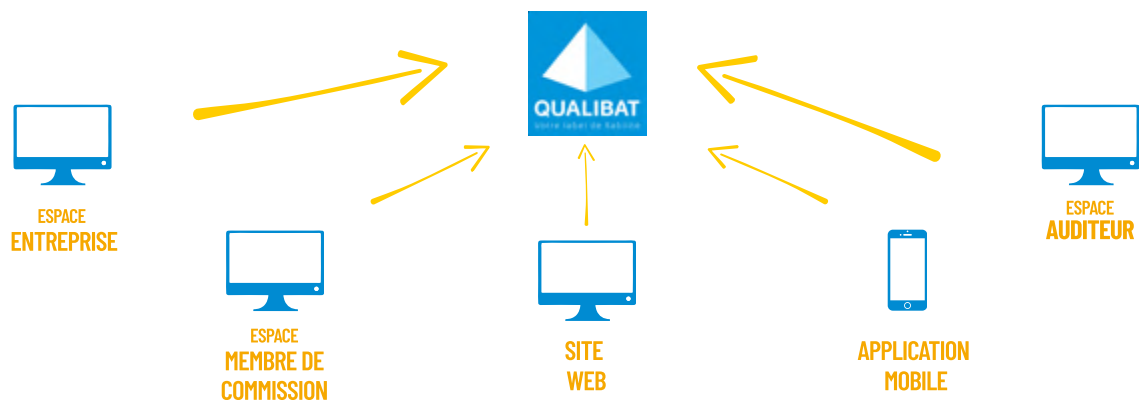 QUALIBAT
ESPACE
ENTREPRISE
ESPACE
MEMBRE DE
COMMISSION
SITE
WEB
APPLICATION
MOBILE
ESPACE
AUDITEUR